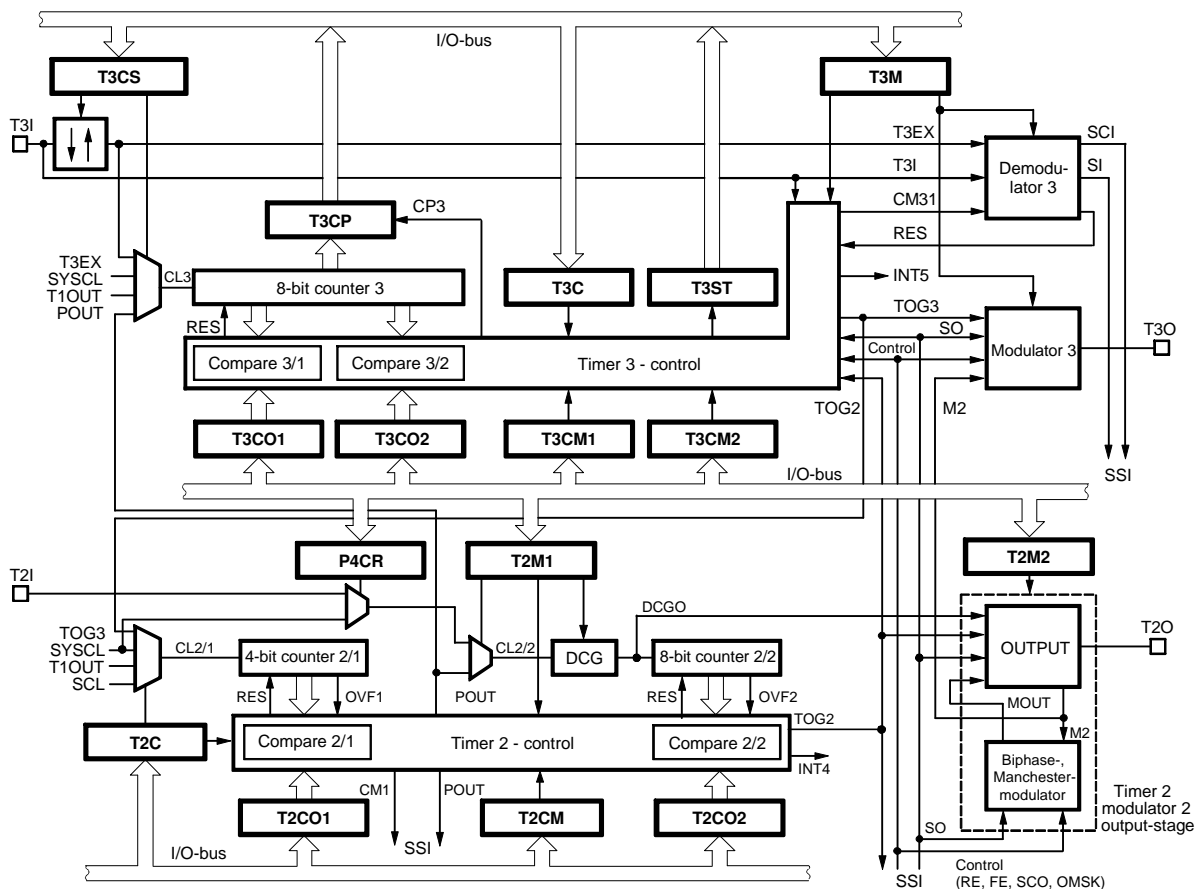 I/O-bus
T3CS
T3M
T3I
T3EX
SCI
T3I
SI
Demodu-
lator 3
CP3
CM31
T3CP
RES
T3EX
SYSCL
T1OUT
POUT
CL3
8-bit counter 3
T3C
T3ST
INT5
RES
TOG3
SO
T3O
Compare 3/1
Compare 3/2
Timer 3 - control
Control
Modulator 3
TOG2
M2
T3CO1
T3CO2
T3CM1
T3CM2
I/O-bus
SSI
P4CR
T2M1
T2M2
T2I
DCGO
TOG3
SYSCL
T1OUT
SCL
CL2/1
4-bit counter 2/1
CL2/2
DCG
8-bit counter 2/2
OUTPUT
T2O
RES
OVF1
POUT
RES
OVF2
MOUT
TOG2
T2C
Compare 2/1
Timer 2 - control
Compare 2/2
M2
INT4
Biphase-,
Manchester-
modulator
CM1
POUT
Timer 2
modulator 2
output-stage
T2CO1
T2CM
T2CO2
SO
I/O-bus
SSI
SSI
Control
(RE, FE, SCO, OMSK)